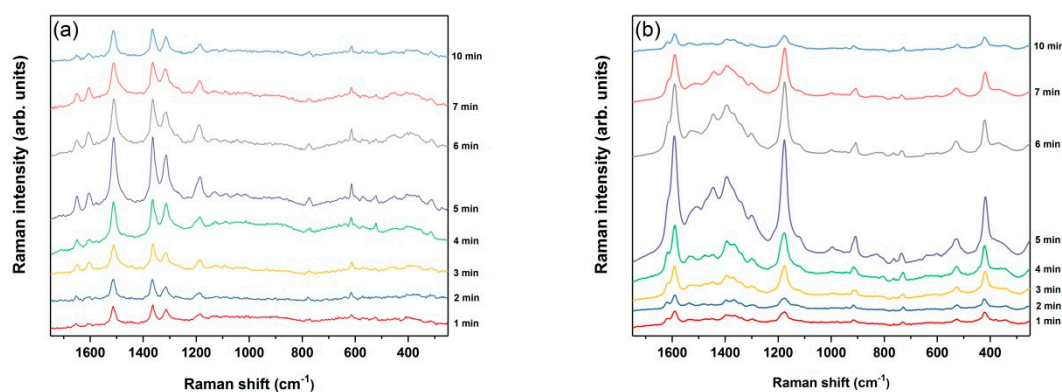 (a)
10 min
7 min
6 min
5 min
4 min
3 min
2 min
1 min
Raman intensity (arb. units)
1600 1400 1200 1000 800 600 400
Raman shift (cm⁻¹)
(b)
10 min
7 min
6 min
5 min
4 min
3 min
2 min
1 min
Raman intensity (arb. units)
1600 1400 1200 1000 800 600 400
Raman shift (cm⁻¹)